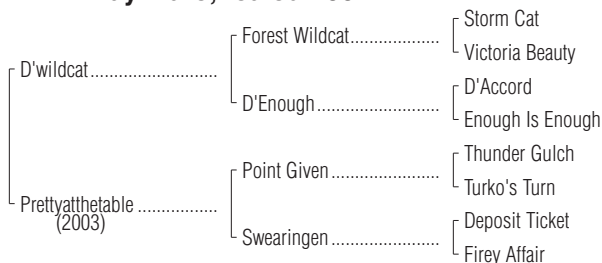 Storm Cat
Forest Wildcat.....................
Victoria Beauty
D'wildcat..............................
D'Accord
D'Enough.............................
Enough Is Enough
Thunder Gulch
Point Given..........................
Turko's Turn
Prettyatthetable ...................
(2003)
Deposit Ticket
Swearingen..........................
Firey Affair